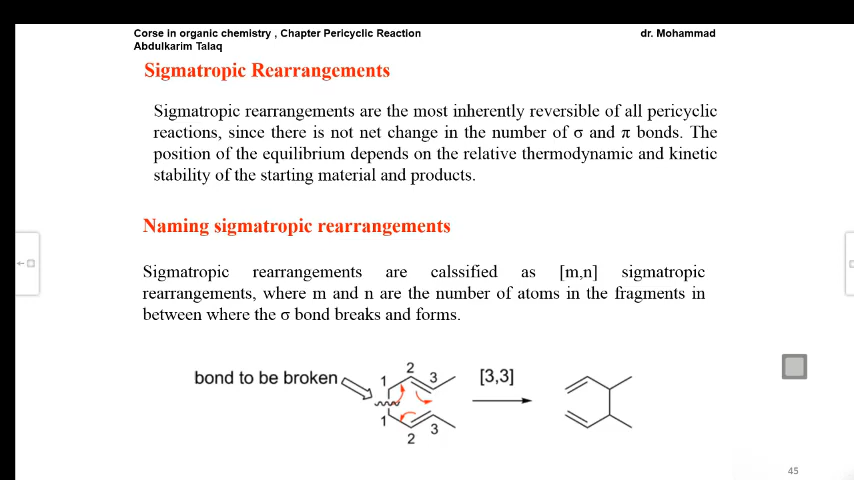 Corse in organic chemistry , Chapter Pericyclic Reaction dr. Mohammad
Abdulkarim Talaq
Sigmatropic Rearrangements
Sigmatropic rearrangements are the most inherently reversible of all pericyclic
reactions, since there is not net change in the number of σ and π bonds. The
position of the equilibrium depends on the relative thermodynamic and kinetic
stability of the starting material and products.
Naming sigmatropic rearrangements
Sigmatropic rearrangements are calssified as [m,n] sigmatropic
rearrangements, where m and n are the number of atoms in the fragments in
between where the σ bond breaks and forms.
bond to be broken 1 2 3 [3,3]
1 2 3
45